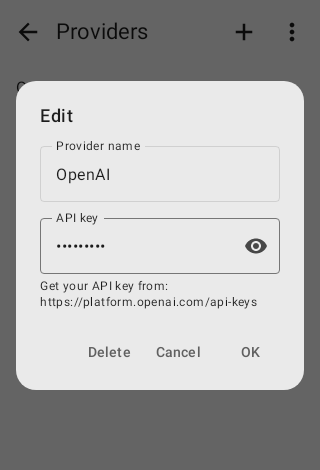 Providers
Edit
Provider name
OpenAI
API key
•••••••••
Get your API key from:
https://platform.openai.com/api-keys
Delete Cancel OK